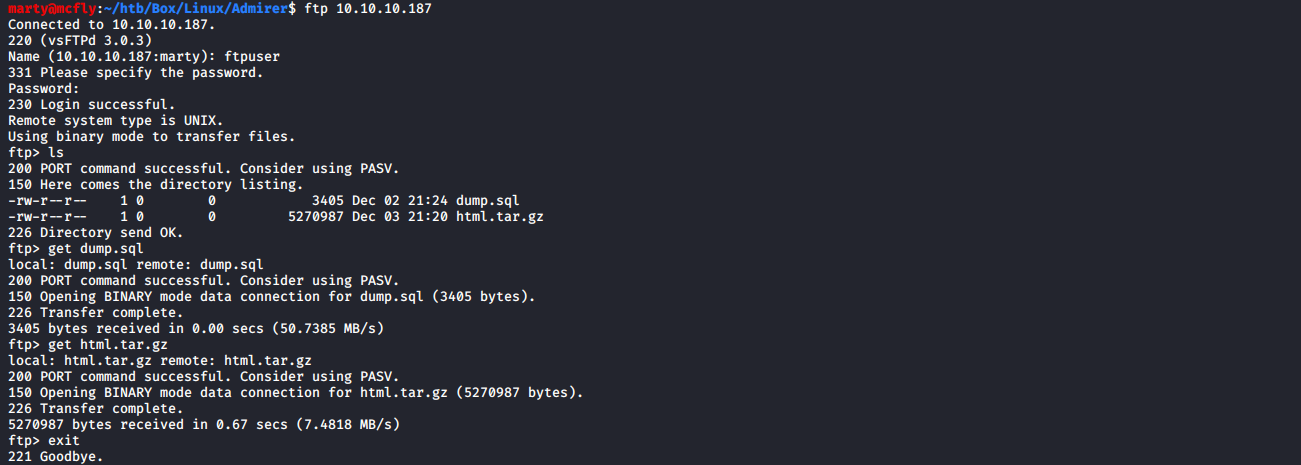 marty@mcfly:~/htb/Box/Linux/Admirer$ ftp 10.10.10.187
Connected to 10.10.10.187.
220 (vsFTPd 3.0.3)
Name (10.10.10.187:marty): ftpuser
331 Please specify the password.
Password:
230 Login successful.
Remote system type is UNIX.
Using binary mode to transfer files.
ftp> ls
200 PORT command successful. Consider using PASV.
150 Here comes the directory listing.
-rw-r--r--    1 0        0            3405 Dec 02 21:24 dump.sql
-rw-r--r--    1 0        0         5270987 Dec 03 21:20 html.tar.gz
226 Directory send OK.
ftp> get dump.sql
local: dump.sql remote: dump.sql
200 PORT command successful. Consider using PASV.
150 Opening BINARY mode data connection for dump.sql (3405 bytes).
226 Transfer complete.
3405 bytes received in 0.00 secs (50.7385 MB/s)
ftp> get html.tar.gz
local: html.tar.gz remote: html.tar.gz
200 PORT command successful. Consider using PASV.
150 Opening BINARY mode data connection for html.tar.gz (5270987 bytes).
226 Transfer complete.
5270987 bytes received in 0.67 secs (7.4818 MB/s)
ftp> exit
221 Goodbye.